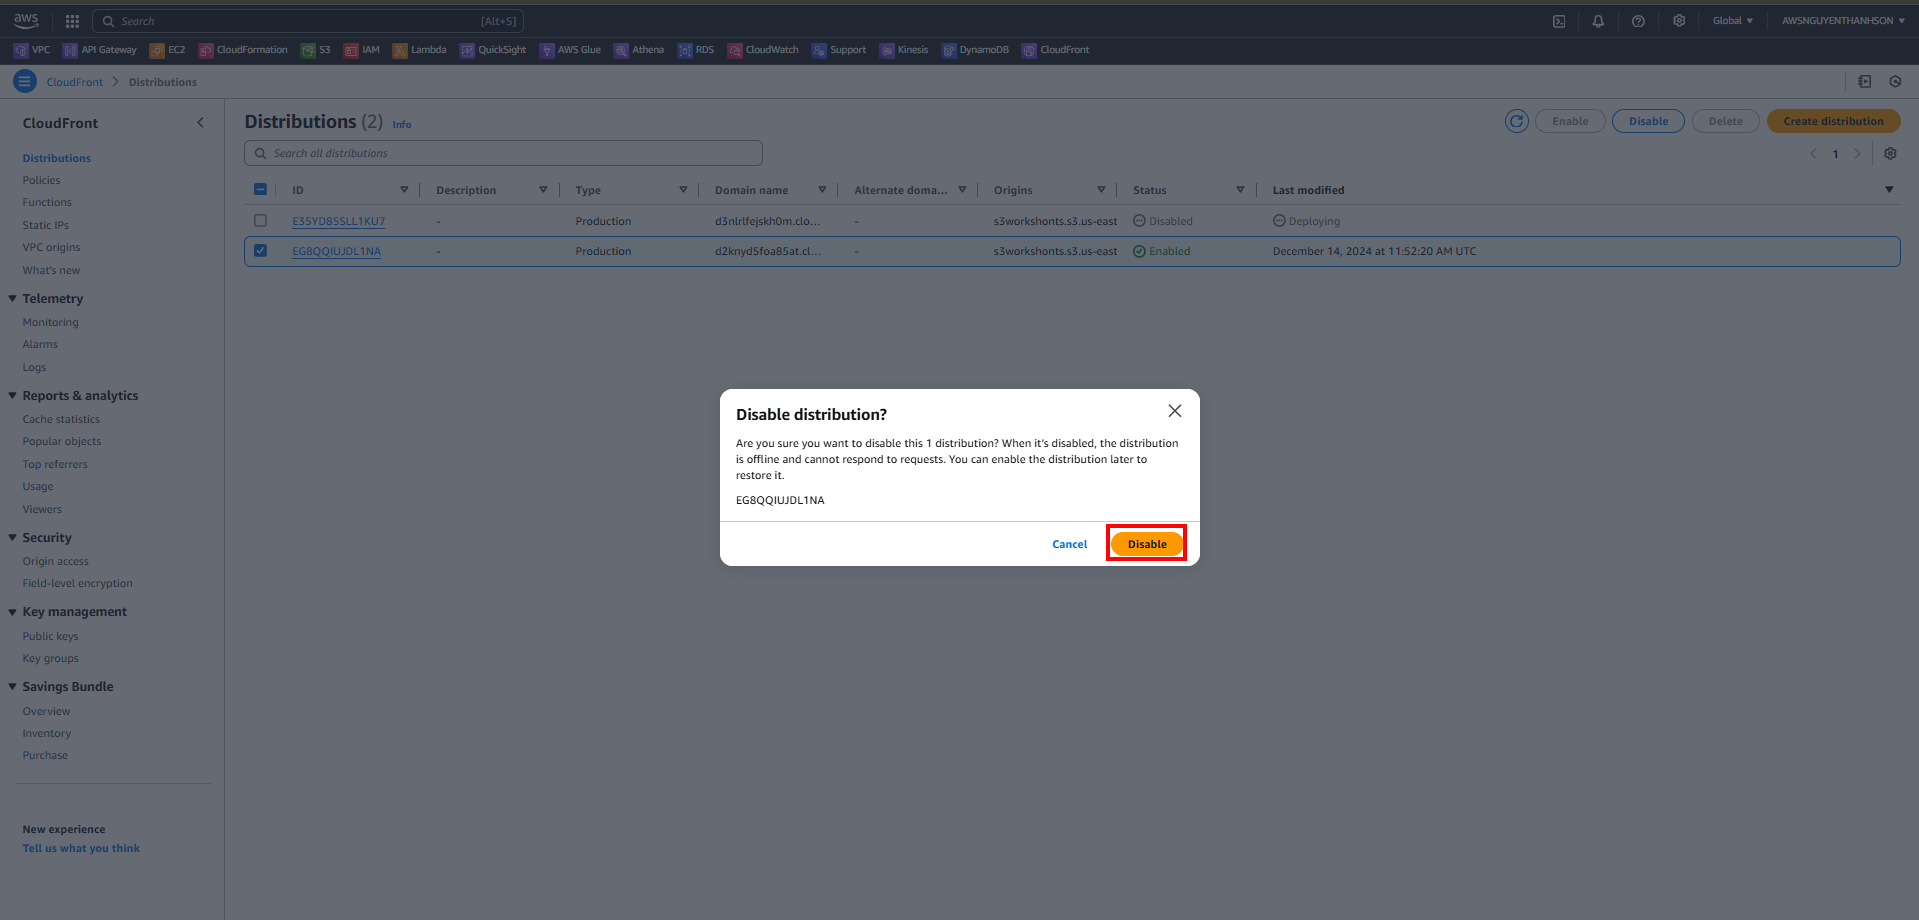 aws
Search
[Alt+S]
Global
AWSNGUYENTHANHSON
VPC
API Gateway
EC2
CloudFormation
S3
IAM
Lambda
QuickSight
AWS Glue
Athena
RDS
CloudWatch
Support
Kinesis
DynamoDB
CloudFront
CloudFront
Distributions
CloudFront
Distributions
Policies
Functions
Static IPs
VPC origins
What's new
Telemetry
Monitoring
Alarms
Logs
Reports & analytics
Cache statistics
Popular objects
Top referrers
Usage
Viewers
Security
Origin access
Field-level encryption
Key management
Public keys
Key groups
Savings Bundle
Overview
Inventory
Purchase
New experience
Tell us what you think
Distributions (2) Info
Enable
Disable
Delete
Create distribution
Search all distributions
1
ID Description Type Domain name Alternate doma... Origins Status Last modified
E35YD85SLL1KU7 - Production d3nlrlfejskh0m.clo... - s3workshonts.s3.us-east Disabled Deploying
EG8QQIUJDL1NA - Production d2knyd5foa85at.cl... - s3workshonts.s3.us-east Enabled December 14, 2024 at 11:52:20 AM UTC
Disable distribution?
Are you sure you want to disable this 1 distribution? When it's disabled, the distribution
is offline and cannot respond to requests. You can enable the distribution later to
restore it.
EG8QQIUJDL1NA
Cancel
Disable